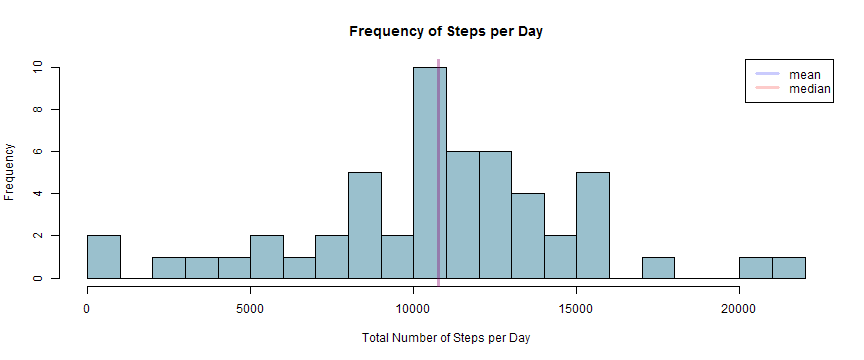 Frequency of Steps per Day
mean
median
10
8
6
4
2
0
Frequency
0 5000 10000 15000 20000
Total Number of Steps per Day